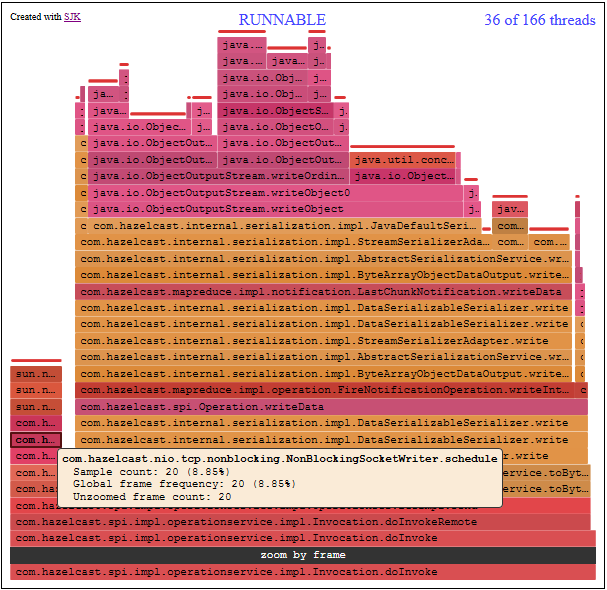 Created with SJK
RUNNABLE
36 of 166 threads
java....
j..
java....
java...
j..
j
java.io.Obj...
j..
ja...
j
java.io.Obj...
j..
j
java...
j
j...
java.io.ObjectS...
j.
j
java.io.Objec...
j...
java.io.ObjectO...
j.
c
java.io.ObjectOut...
java.io.ObjectOut...
c
java.io.ObjectOut...
java.io.ObjectOut...
java.util.conc...
c
java.io.ObjectOutputStream.writeOrdin...
java.io.Object...
c
java.io.ObjectOutputStream.writeObject0
j..
c
java.io.ObjectOutputStream.writeObject
j..
jav...
c
com.hazelcast.internal.serialization.impl.JavaDefaultSeri...
com...
com.hazelcast.internal.serialization.impl.StreamSerializerAda...
com...
com...
com.hazelcast.internal.serialization.impl.AbstractSerializationService.wr...
com.hazelcast.internal.serialization.impl.ByteArrayObjectDataOutput.write...
com.hazelcast.mapreduce.impl.notification.LastChunkNotification.writeData
com.hazelcast.internal.serialization.impl.DataSerializableSerializer.write
com.hazelcast.internal.serialization.impl.DataSerializableSerializer.write
com.hazelcast.internal.serialization.impl.StreamSerializerAdapter.write
com.hazelcast.internal.serialization.impl.AbstractSerializationService.wr...
sun.n...
com.hazelcast.internal.serialization.impl.ByteArrayObjectDataOutput.write...
sun.n...
com.hazelcast.mapreduce.impl.operation.FireNotificationOperation.writeInt...
c
sun.n...
com.hazelcast.spi.Operation.writeData
com.h...
com.hazelcast.internal.serialization.impl.DataSerializableSerializer.write
com.h...
com.hazelcast.internal.serialization.impl.DataSerializableSerializer.write
com.h...
.write
com.hazelcast.nio.tcp.nonblocking.NonBlockingSocketWriter.schedule
Sample count: 20 (8.85%)
Global frame frequency: 20 (8.85%)
Unzoomed frame count: 20
com.ha
service.toByt...
com.ha
service.toByt...
com.hazelcast.spi.impl.operationservice.impl.Invocation.doInvokeRemote
com.hazelcast.spi.impl.operationservice.impl.Invocation.doInvoke
zoom by frame
com.hazelcast.spi.impl.operationservice.impl.Invocation.doInvoke